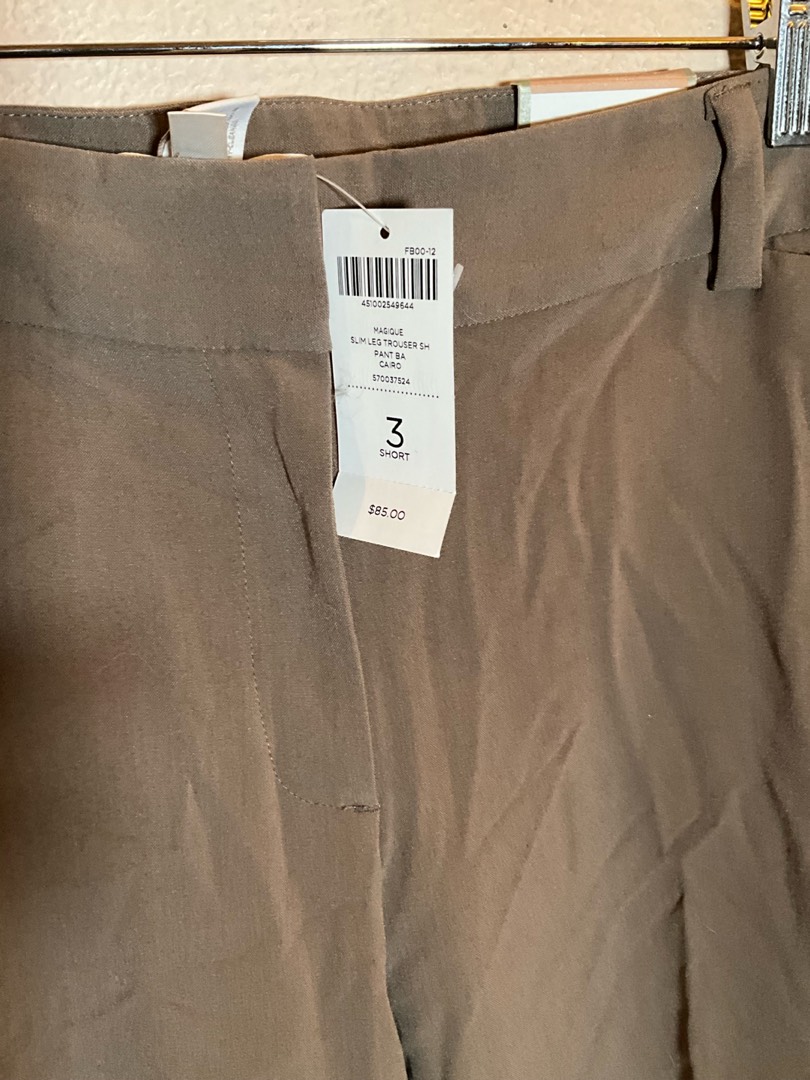 FB00-12
451002549644
MAGIQUE
SLIM LEG TROUSER SH
PANT BA
CAIRO
570037524
3
SHORT
$85.00